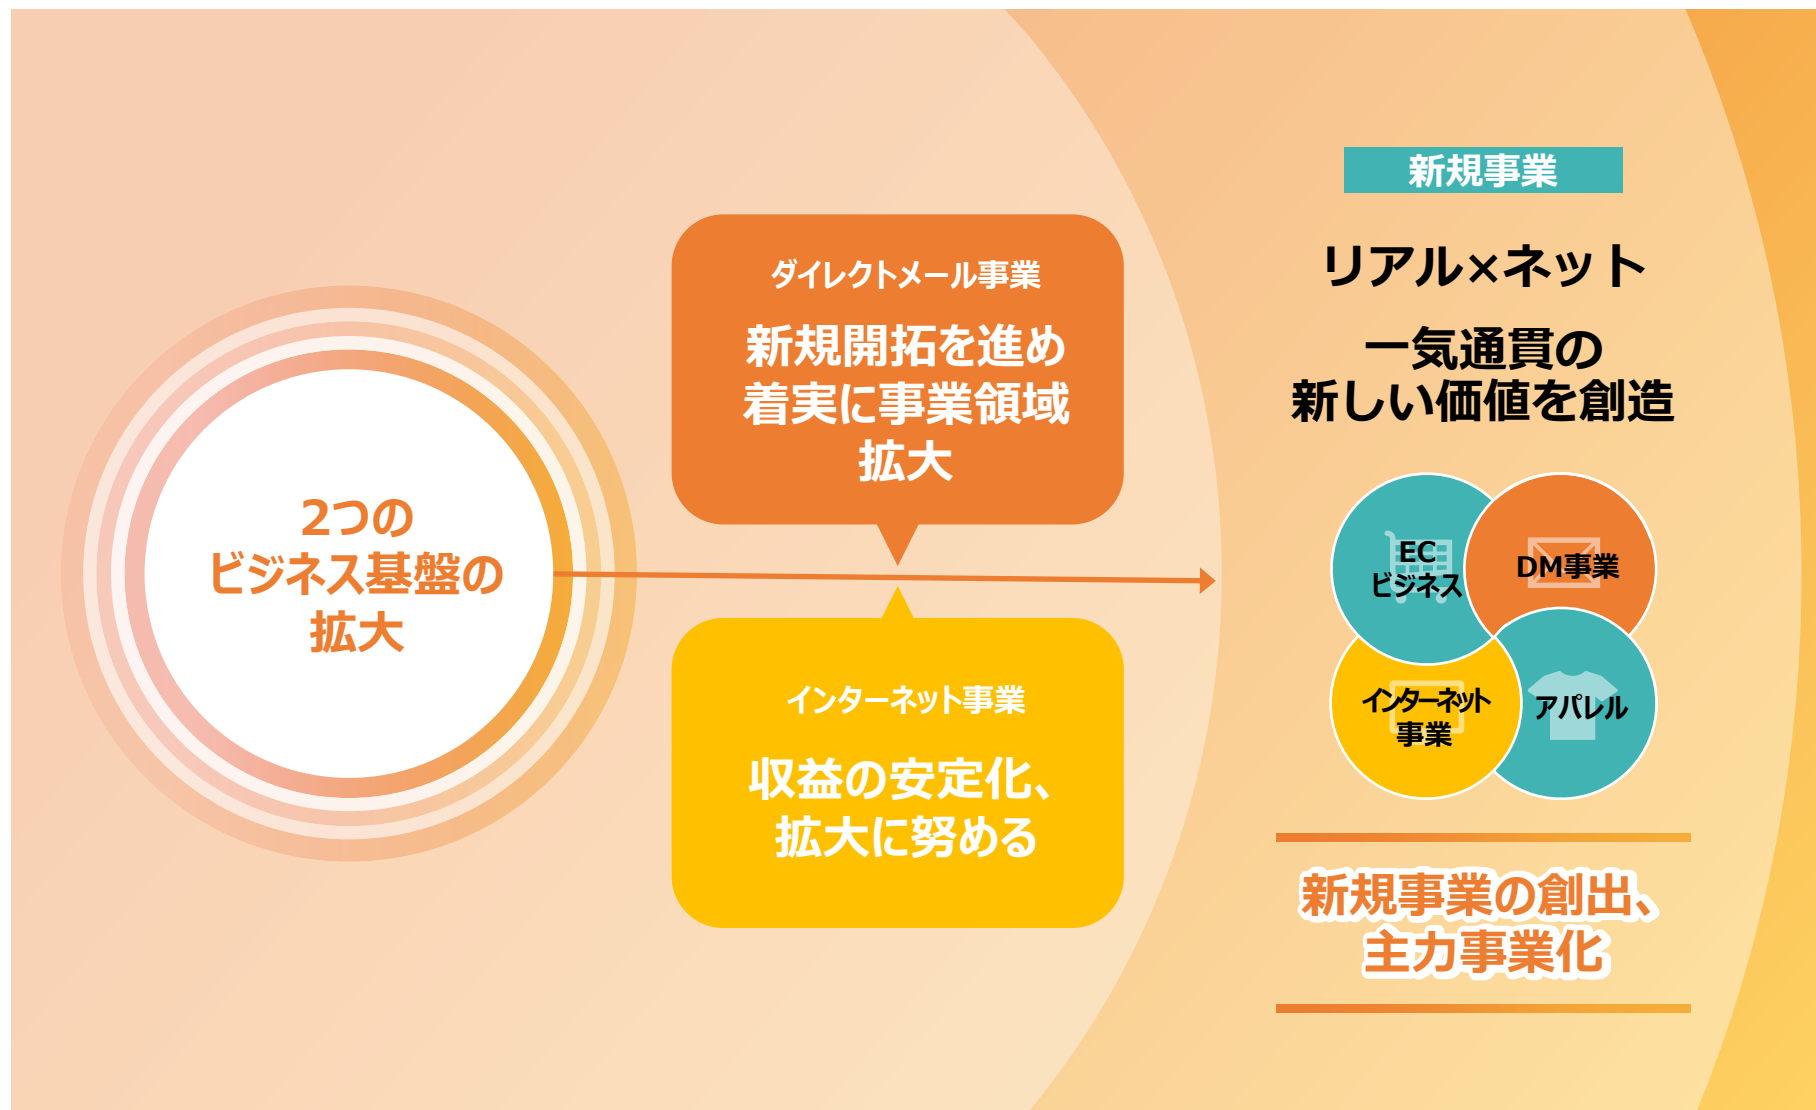 2つの
ビジネス基盤の
拡大
ダイレクトメール事業
新規開拓を進め
着実に事業領域
拡大
インターネット事業
収益の安定化、
拡大に努める
新規事業
リアル×ネット
一気通貫の
新しい価値を創造
EC
ビジネス
DM事業
インターネット
事業
アパレル
新規事業の創出、
主力事業化